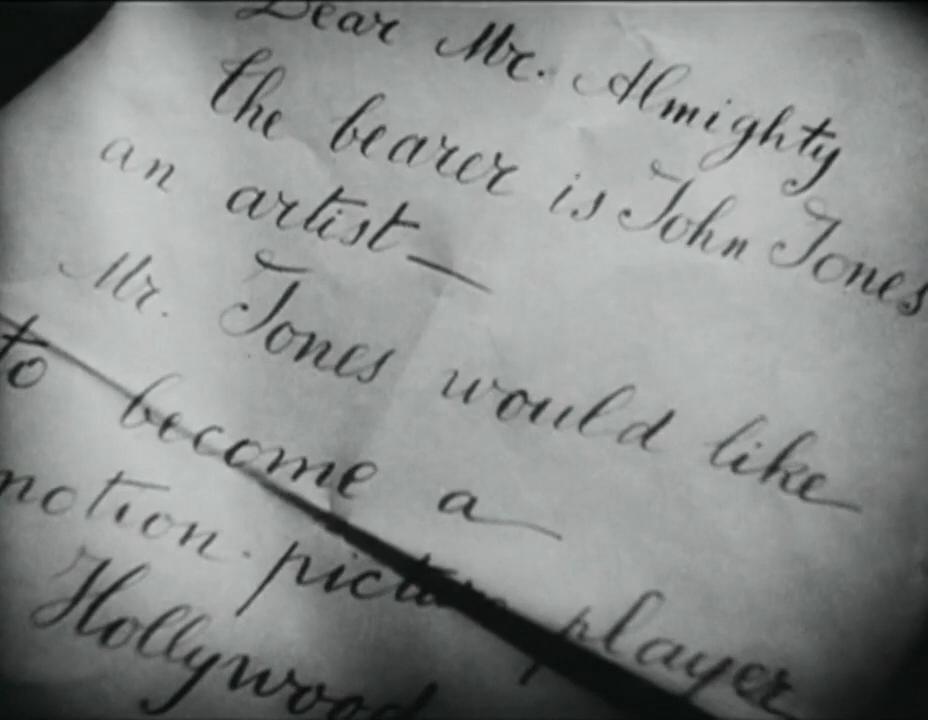 Dear Mr. Almighty
the bearer is John Jones
an artist—
Mr. Jones would like
to become a
motion-picture player
Hollywood